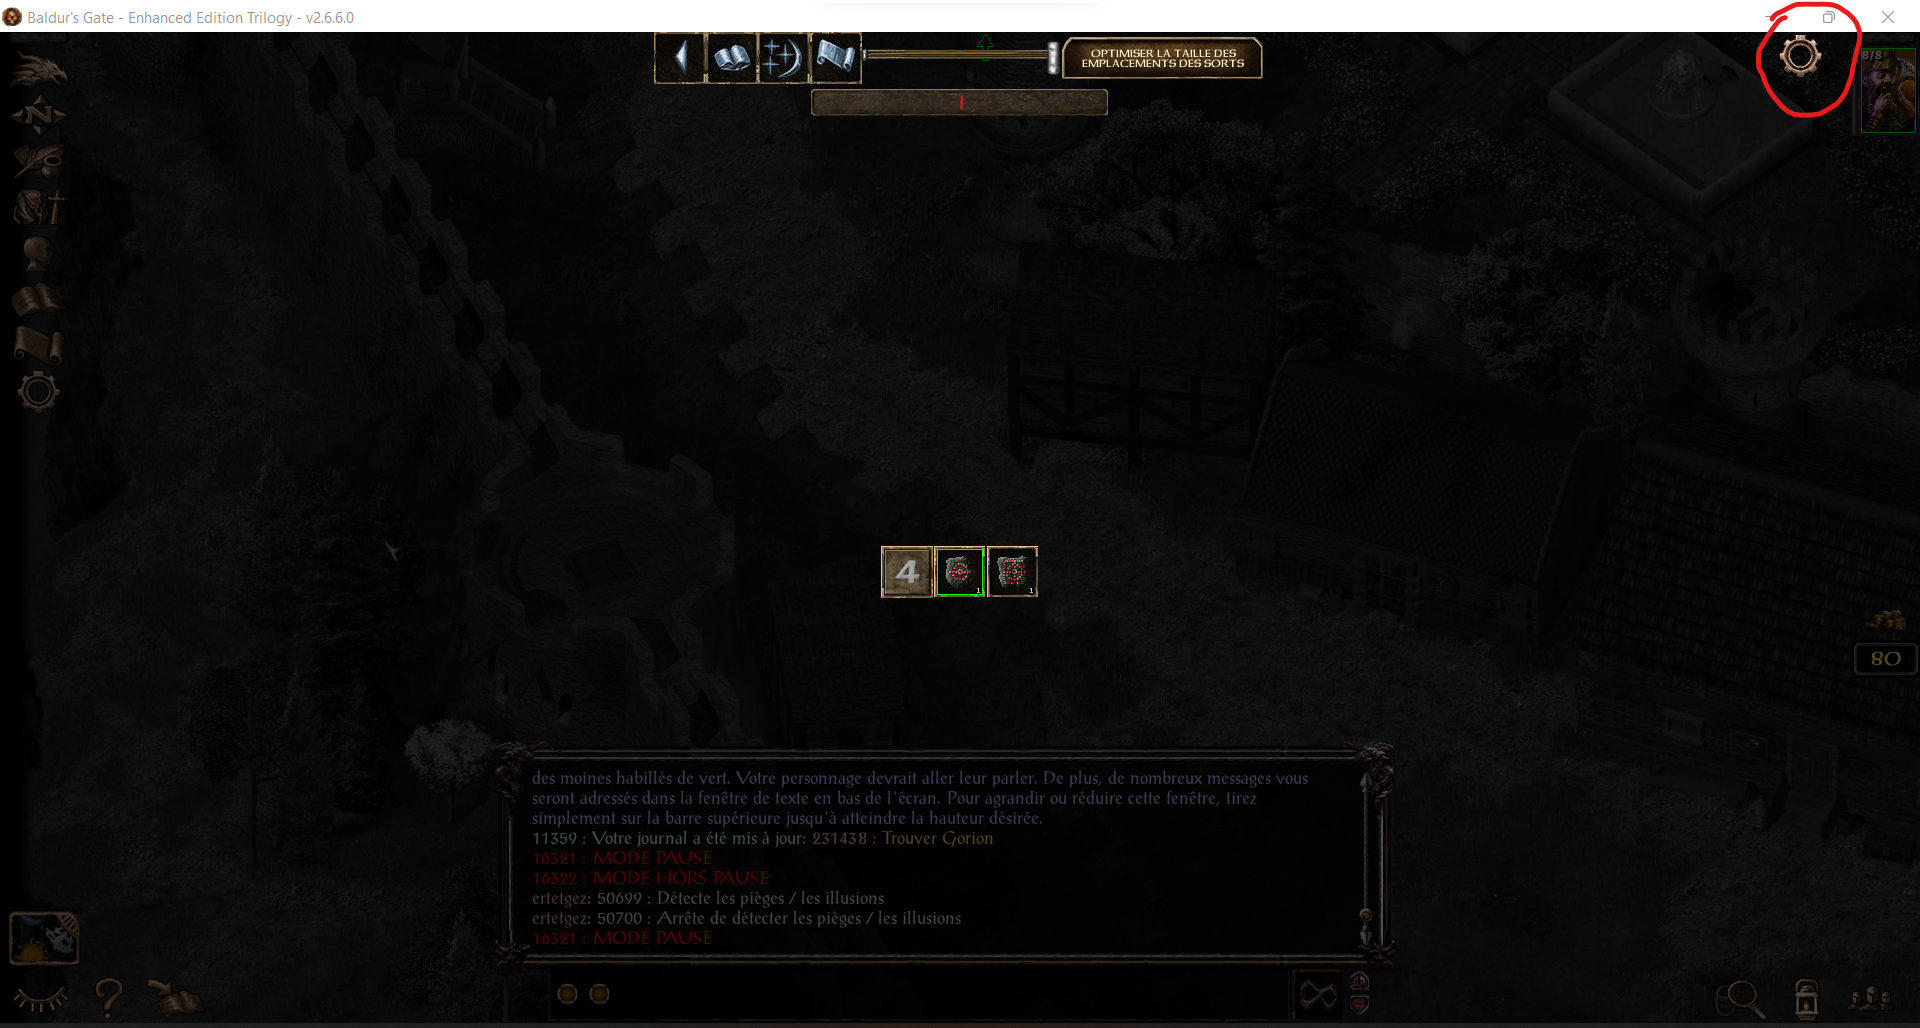 Baldur's Gate - Enhanced Edition Trilogy - v2.6.6.0
OPTIMISER LA TAILLE DES
EMPLACEMENTS DES SORTS
8/8
N
4
1
1
80
des moines habillés de vert. Votre personnage devrait aller leur parler. De plus, de nombreux messages vous
seront adressés dans la fenêtre de texte en bas de l'écran. Pour agrandir ou réduire cette fenêtre, tirez
simplement sur la barre supérieure jusqu'à atteindre la hauteur désirée.
11359 : Votre journal a été mis à jour: 231438 : Trouver Gorion
16321 : MODE PAUSE
16322 : MODE HORS PAUSE
ertetgez: 50699 : Détecte les pièges / les illusions
ertetgez: 50700 : Arrête de détecter les pièges / les illusions
16321 : MODE PAUSE
?